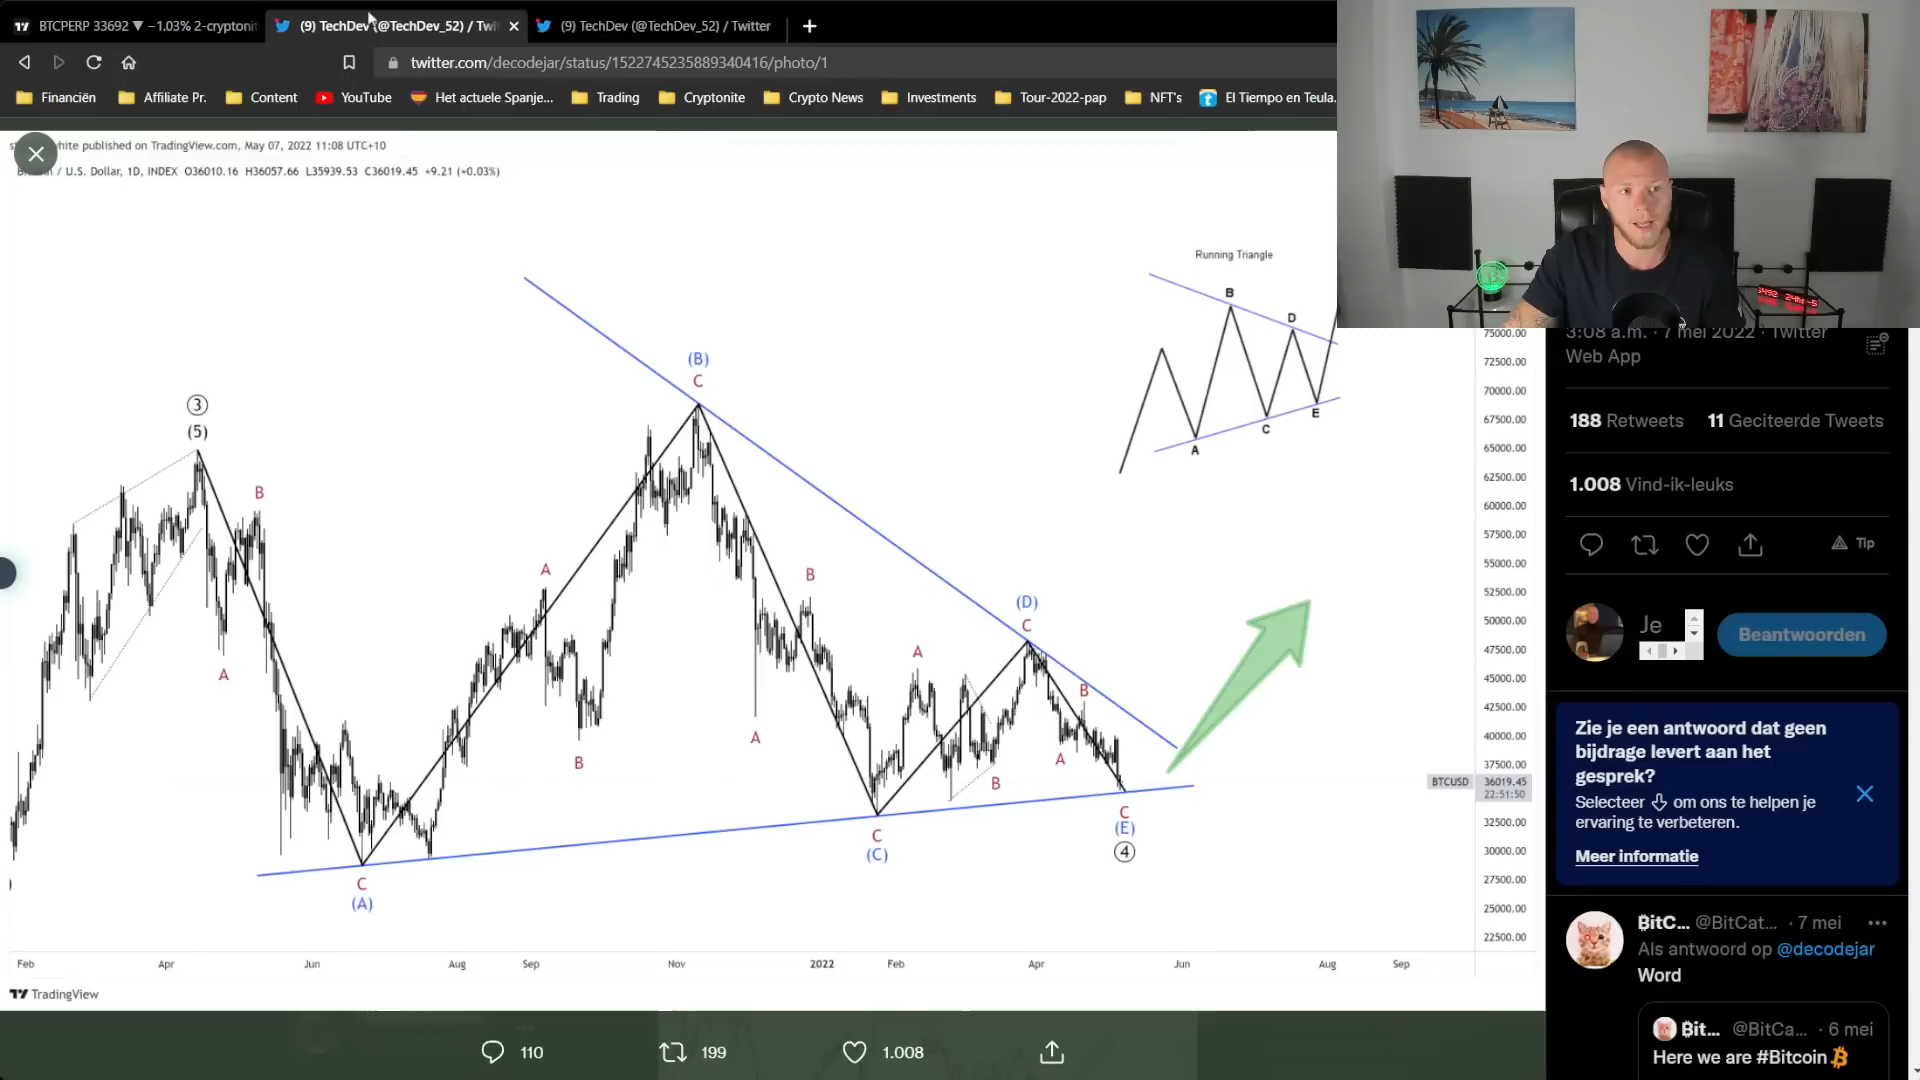 BTCPERP 33692 ▼ −1.03% 2-cryptonit
(9) TechDev (@TechDev_52) / Twi
(9) TechDev (@TechDev_52) / Twitter
twitter.com/decodejar/status/1522745235889340416/photo/1
Financiën
Affiliate Pr.
Content
YouTube
Het actuele Spanje...
Trading
Cryptonite
Crypto News
Investments
Tour-2022-pap
NFT's
El Tiempo en Teula.
white published on TradingView.com, May 07, 2022 11:08 UTC+10
/ U.S. Dollar, 1D, INDEX O36010.16 H36057.66 L35939.53 C36019.45 +9.21 (+0.03%)
Running Triangle
B
D
A
C
E
(B)
C
3
(5)
B
A
A
B
C
(A)
B
A
C
(C)
A
B
(D)
C
B
A
C
(E)
4
75000.00
72500.00
70000.00
67500.00
65000.00
62500.00
60000.00
57500.00
55000.00
52500.00
50000.00
47500.00
45000.00
42500.00
40000.00
37500.00
BTCUSD 36019.45
22:51:50
32500.00
30000.00
27500.00
25000.00
22500.00
Feb Apr Jun Aug Sep Nov 2022 Feb Apr Jun Aug Sep
TradingView
110
199
1.008
3:08 a.m. · 7 mei 2022 · Twitter
Web App
188 Retweets 11 Geciteerde Tweets
1.008 Vind-ik-leuks
Tip
Je
Beantwoorden
Zie je een antwoord dat geen
bijdrage levert aan het
gesprek?
Selecteer om ons te helpen je
ervaring te verbeteren.
Meer informatie
₿itC... @BitCat... · 7 mei
Als antwoord op @decodejar
Word
₿it... @BitCa... · 6 mei
Here we are #Bitcoin